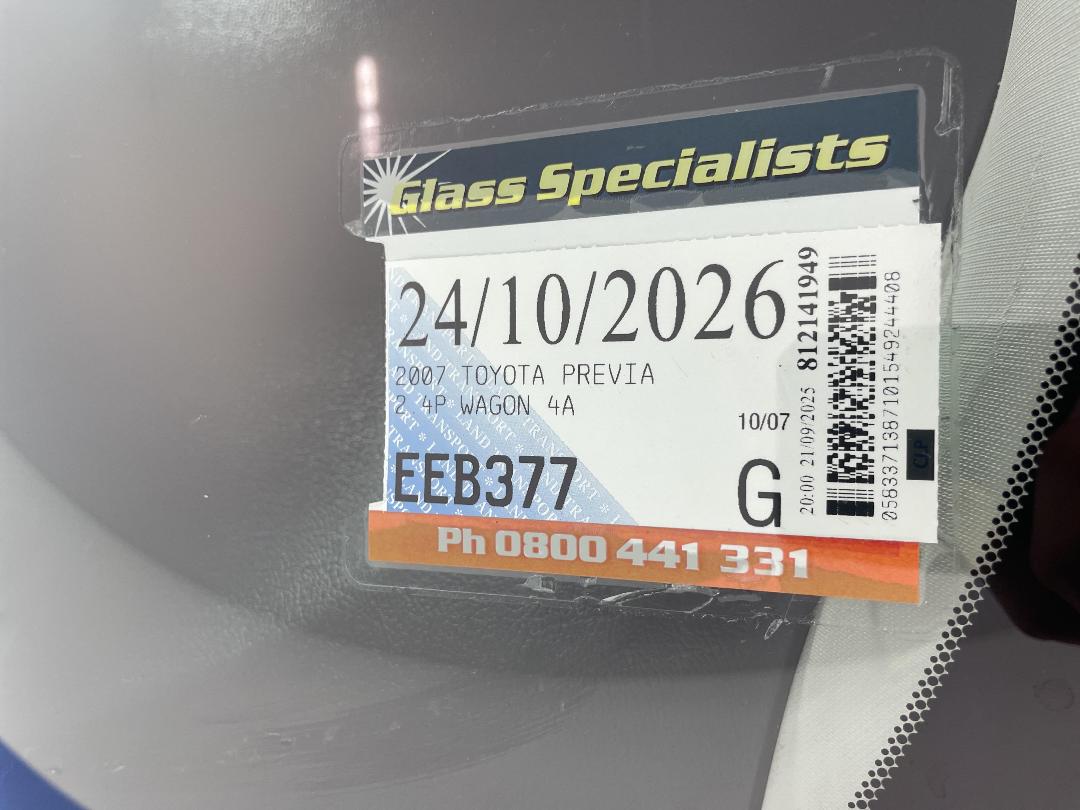 Glass Specialists
24/10/2026
2007 TOYOTA PREVIA
2.4P WAGON 4A
10/07
EEB377
G
20:00 21/09/2025 812141949
0583371387101549244408
Ph 0800 441 331